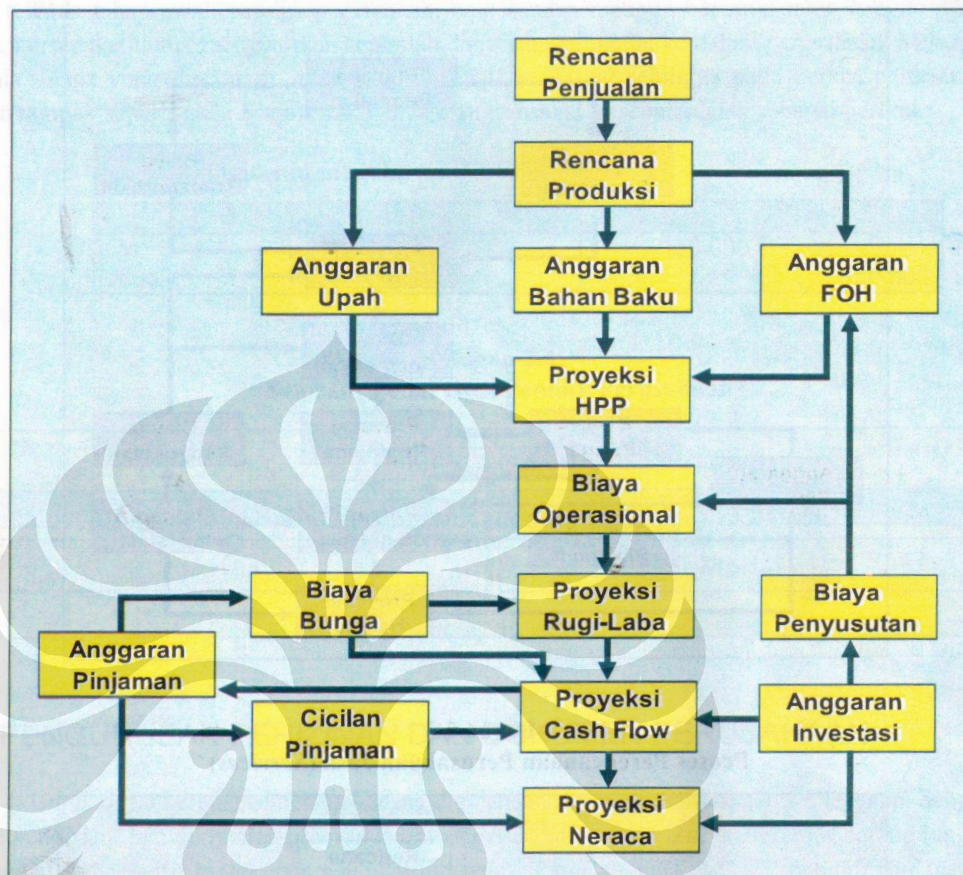 Rencana
Penjualan
Rencana
Produksi
Anggaran
Upah
Anggaran
Bahan Baku
Anggaran
FOH
Proyeksi
HPP
Biaya
Operasional
Biaya
Bunga
Proyeksi
Rugi-Laba
Biaya
Penyusutan
Anggaran
Pinjaman
Cicilan
Pinjaman
Proyeksi
Cash Flow
Anggaran
Investasi
Proyeksi
Neraca